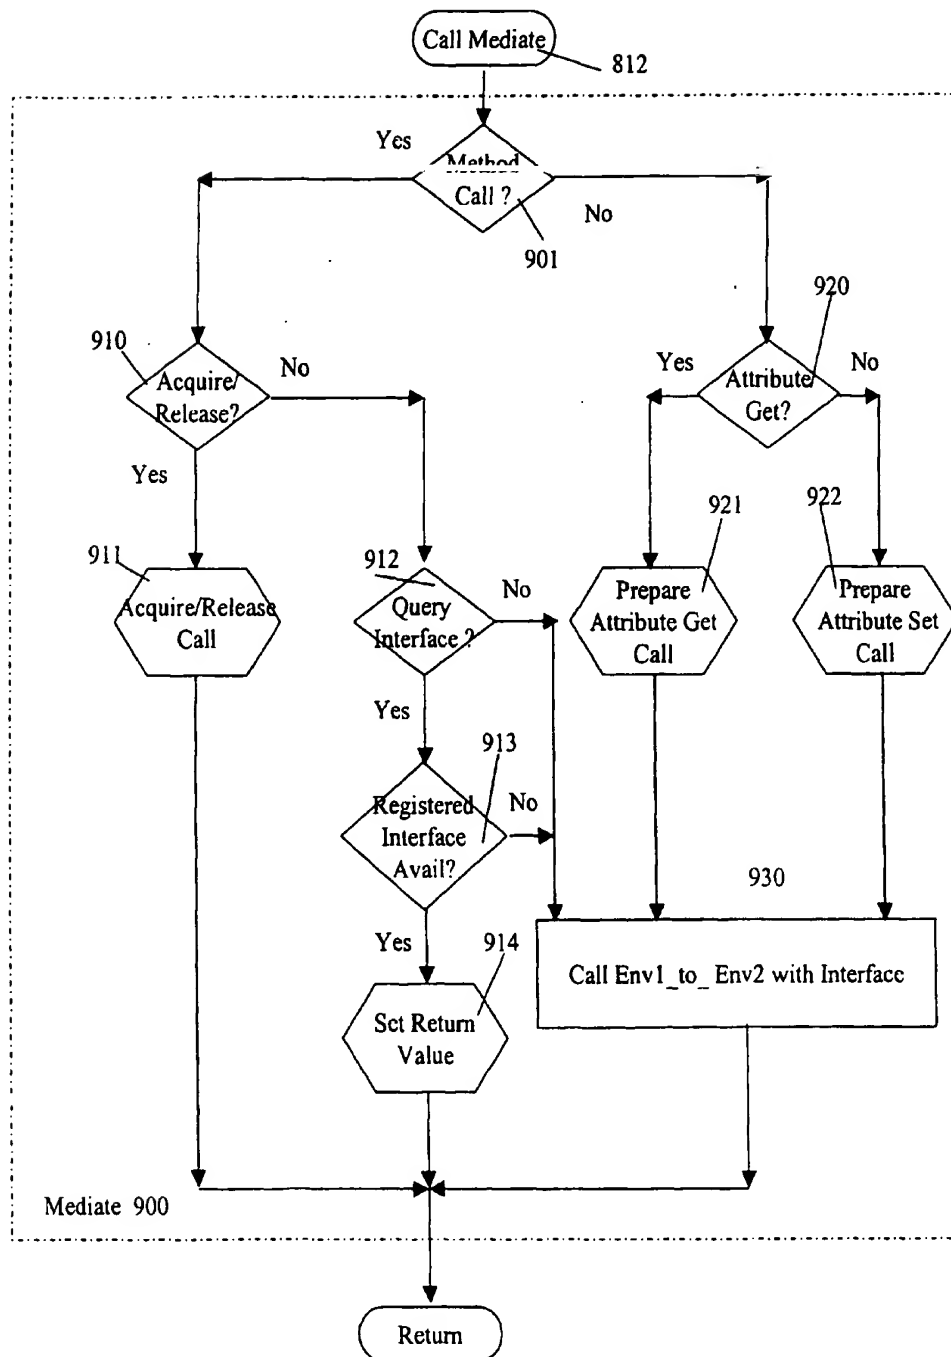 Call Mediate
812
Yes
Method
Call ?
No
901
920
910
Acquire/
Release?
No
Yes
Attribute
Get?
No
Yes
911
Acquire/Release
Call
912
Query
Interface ?
No
921
Prepare
Attribute Get
Call
922
Prepare
Attribute Set
Call
Yes
913
Registered
Interface
Avail?
No
930
Call Env1_to_ Env2 with Interface
Yes
914
Set Return
Value
Mediate 900
Return